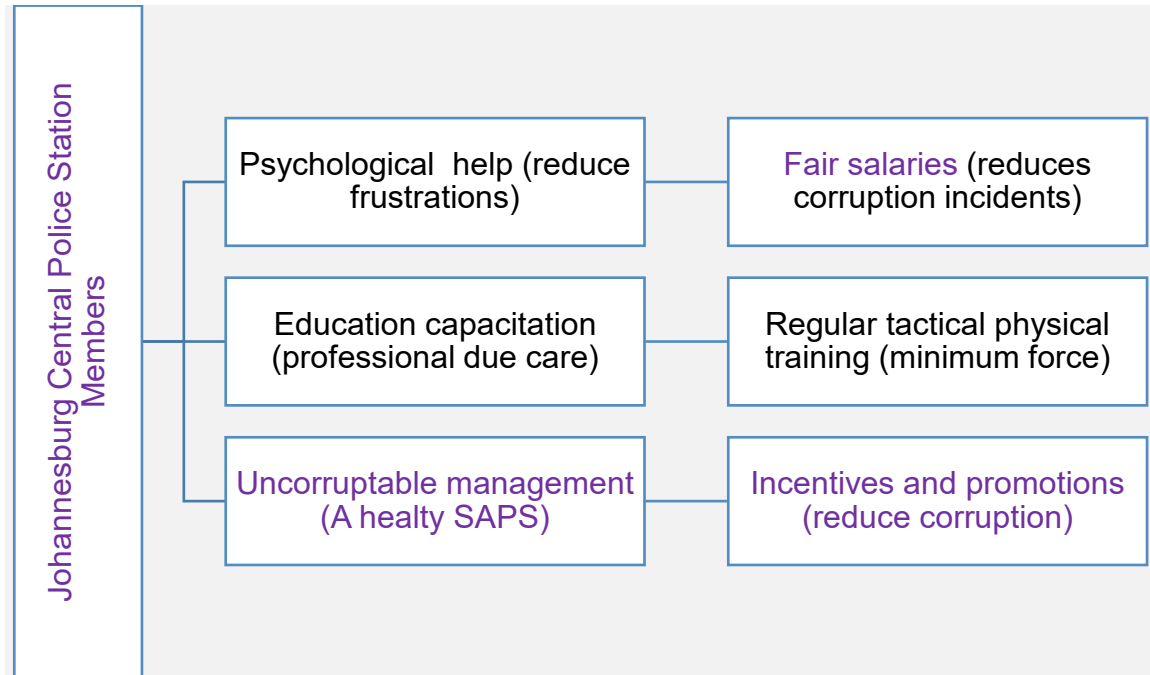 Johannesburg Central Police Station
Members
Psychological  help (reduce
frustrations)
Fair salaries (reduces
corruption incidents)
Education capacitation
(professional due care)
Regular tactical physical
training (minimum force)
Uncorruptable management
(A healty SAPS)
Incentives and promotions
(reduce corruption)